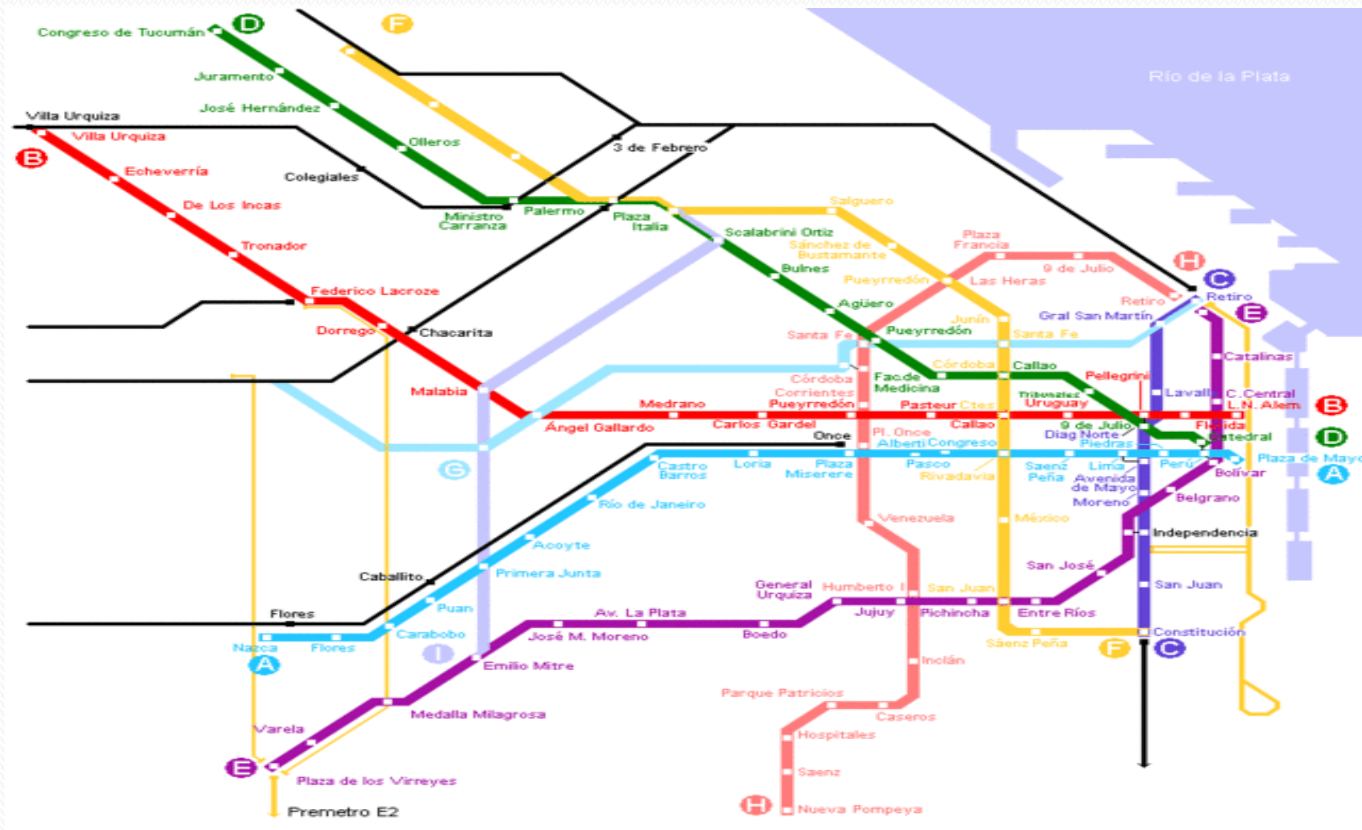 Congreso de Tucumán
D
F
Juramento
José Hernández
Olleros
Río de la Plata
Villa Urquiza
Villa Urquiza
B
Echeverría
De Los Incas
Tronador
Colegiales
3 de Febrero
Ministro
Carranza
Palermo
Plaza
Italia
Salguero
Scalabrini Ortiz
Sánchez de
Bustamante
Bulnes
Plaza
Francia
9 de Julio
H
C
Pueyrredón
Las Heras
Retiro
Retiro
E
Federico Lacroze
Dorrego
Chacarita
Agüero
Junín
Gral San Martín
Santa Fe
Pueyrredón
Santa Fe
Catalinas
Malabia
Córdoba
Corrientes
Fac.de
Medicina
Córdoba
Callao
Pellegrini
Tribunales
Lavall
C.Central
L.N. Alem
B
Medrano
Pueyrredón
Pasteur
Ctes
Uruguay
Ángel Gallardo
Carlos Gardel
Callao
9 de Julio
Florida
Diag Norte
Catedral
D
Once
Pl. Once
Alberti
Congreso
Piedras
G
Castro
Barros
Loria
Plaza
Miserere
Pasco
Rivadavia
Saenz
Peña
Lima
Perú
Plaza de Mayo
A
Avenida
de Mayo
Bolívar
Río de Janeiro
Moreno
Belgrano
Acoyte
Venezuela
México
Independencia
Caballito
Primera Junta
San José
San Juan
Puan
General
Urquiza
Humberto I
San Juan
Flores
Av. La Plata
Jujuy
Pichincha
Entre Ríos
Nazca
Flores
Carabobo
José M. Moreno
Boedo
Sáenz Peña
Constitución
A
I
F
C
Emilio Mitre
Inclán
Medalla Milagrosa
Parque Patricios
Caseros
Varela
Hospitales
E
Plaza de los Virreyes
Saenz
Premetro E2
H
Nueva Pompeya